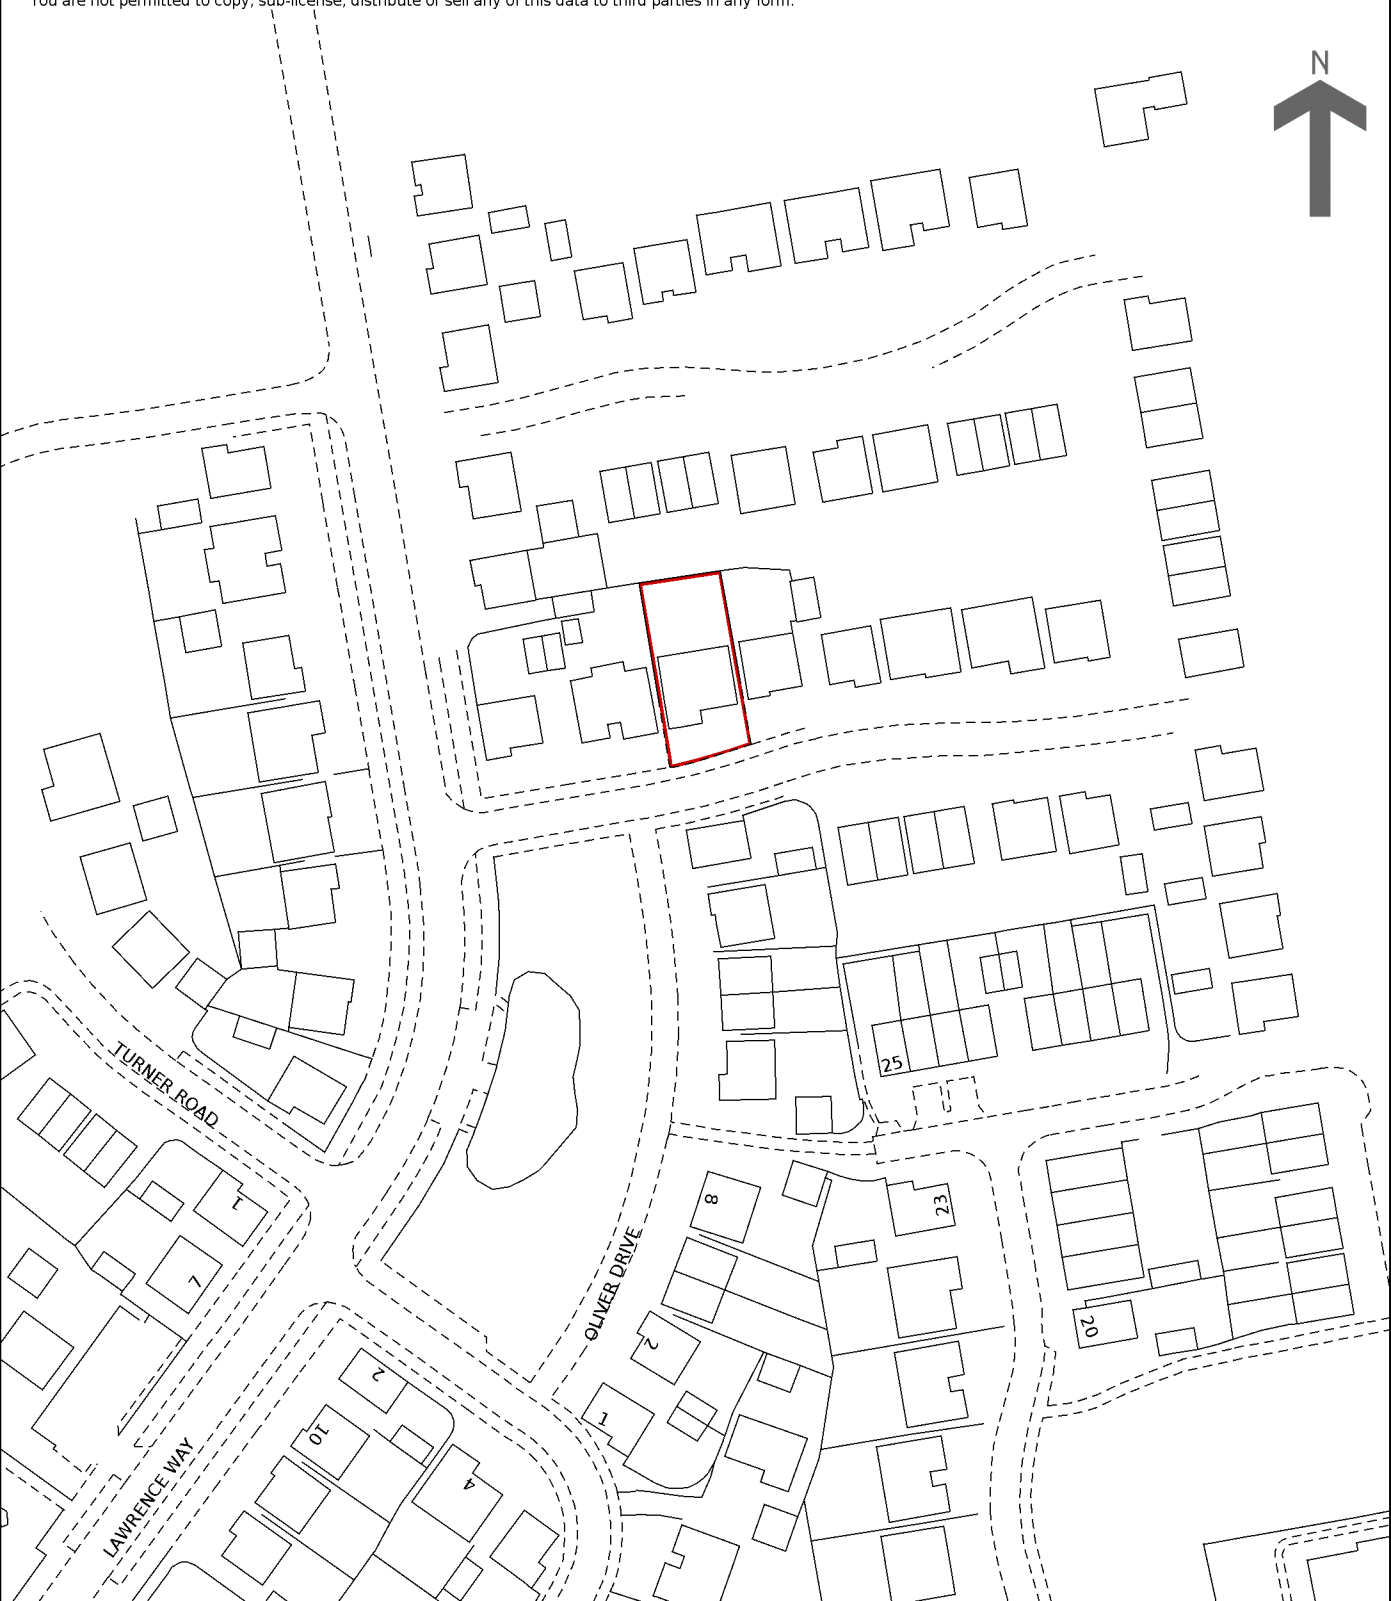 You are not permitted to copy, sub-license, distribute or sell any of this data to third parties in any form.
N
25
TURNER ROAD
1
8
23
7
OLIVER DRIVE
20
2
2
1
10
4
LAWRENCE WAY